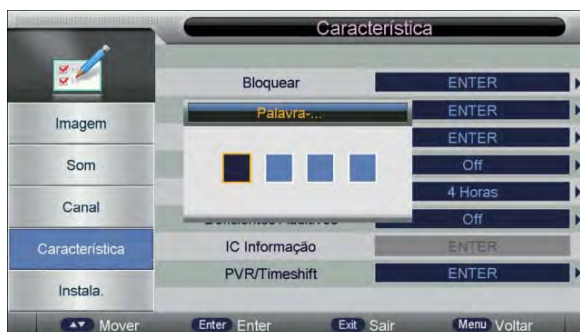 Característica
Bloquear ENTER
Palavra-... ENTER
Imagem ENTER
Som Off
4 Horas
Canal Off
Característica IC Informação ENTER
PVR/Timeshift ENTER
Instala.
Mover Enter Enter Exit Sair Menu Voltar